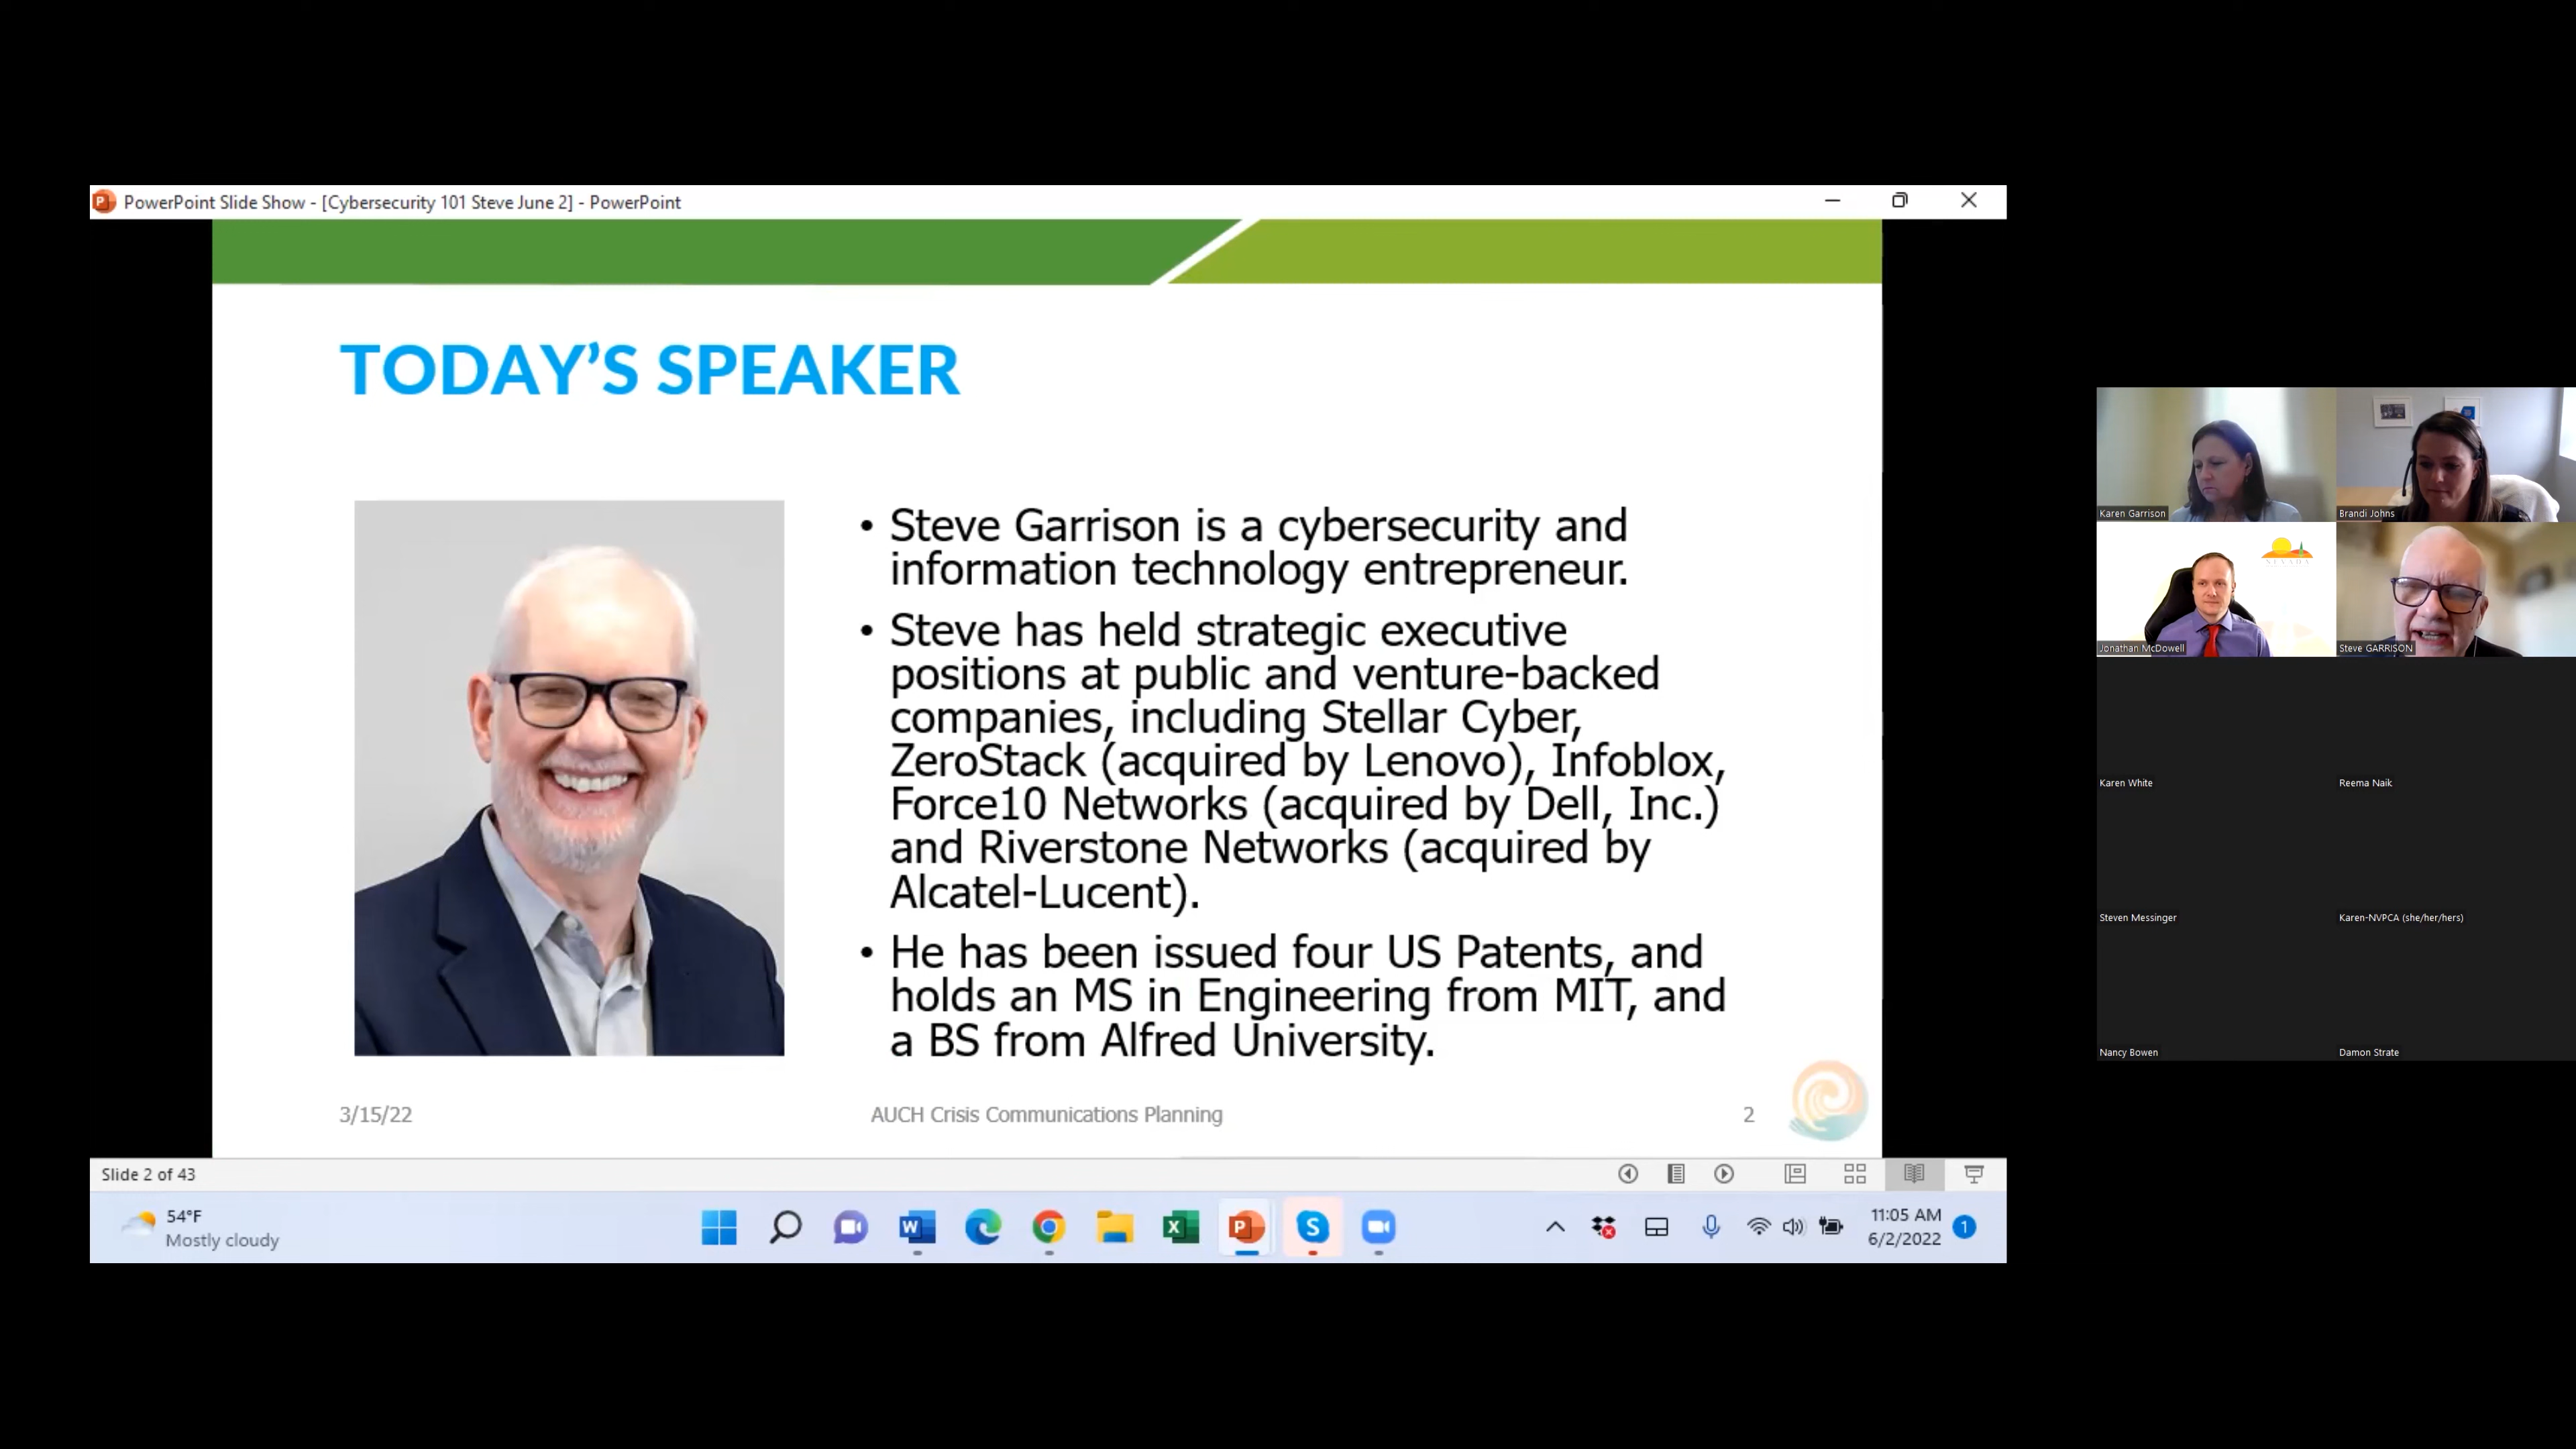 PowerPoint Slide Show - [Cybersecurity 101 Steve June 2] - PowerPoint
TODAY'S SPEAKER
• Steve Garrison is a cybersecurity and
information technology entrepreneur.
• Steve has held strategic executive
positions at public and venture-backed
companies, including Stellar Cyber,
ZeroStack (acquired by Lenovo), Infoblox,
Force10 Networks (acquired by Dell, Inc.)
and Riverstone Networks (acquired by
Alcatel-Lucent).
• He has been issued four US Patents, and
holds an MS in Engineering from MIT, and
a BS from Alfred University.
3/15/22
AUCH Crisis Communications Planning
2
Slide 2 of 43
54°F
Mostly cloudy
11:05 AM
6/2/2022
1
Karen Garrison
Brandi Johns
NEVADA
Jonathan McDowell
Steve GARRISON
Karen White
Reema Naik
Steven Messinger
Karen-NVPCA (she/her/hers)
Nancy Bowen
Damon Strate